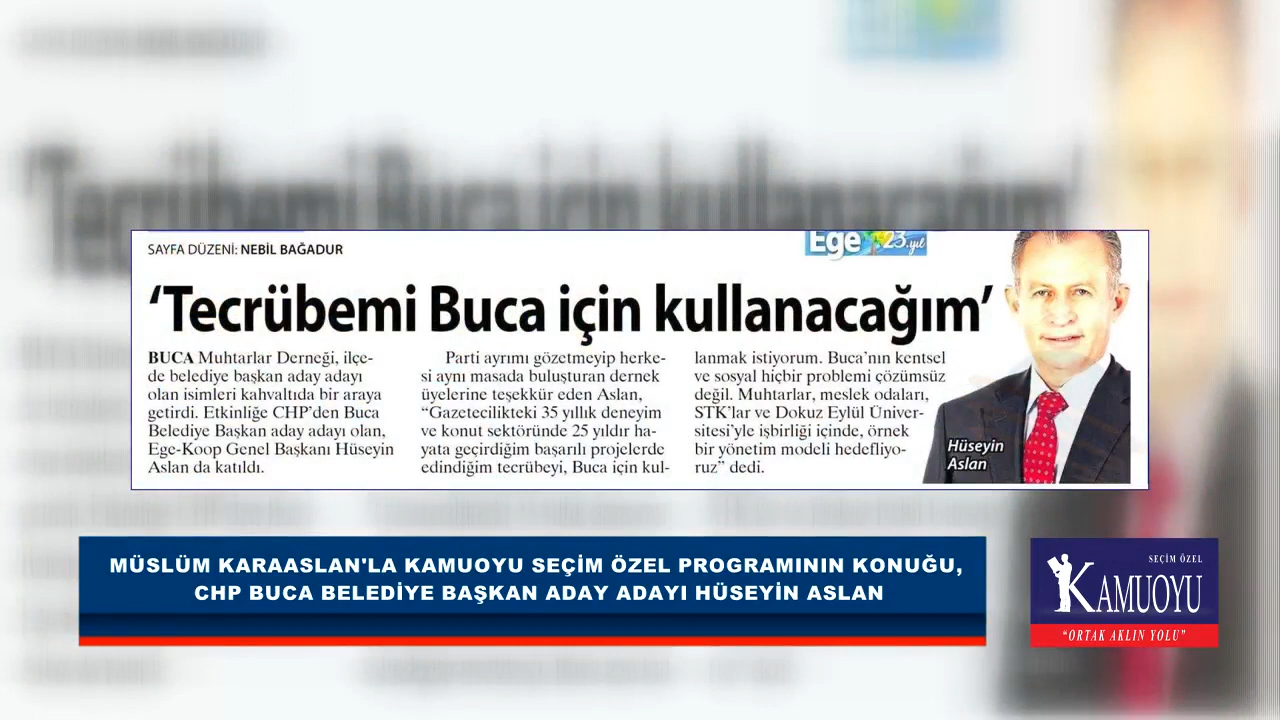 SAYFA DÜZENİ: NEBİL BAĞADUR
Ege 23.yıl
‘Tecrübemi Buca için kullanacağım’
BUCA Muhtarlar Derneği, ilçe-
de belediye başkan aday adayı
olan isimleri kahvaltıda bir araya
getirdi. Etkinliğe CHP’den Buca
Belediye Başkan aday adayı olan,
Ege-Koop Genel Başkanı Hüseyin
Aslan da katıldı.
Parti ayrımı gözetmeyip herke-
si aynı masada buluşturan dernek
üyelerine teşekkür eden Aslan,
“Gazetecilikteki 35 yıllık deneyim
ve konut sektöründe 25 yıldır ha-
yata geçirdiğim başarılı projelerde
edindiğim tecrübeyi, Buca için kul-
lanmak istiyorum. Buca’nın kentsel
ve sosyal hiçbir problemi çözümsüz
değil. Muhtarlar, meslek odaları,
STK’lar ve Dokuz Eylül Üniver-
sitesi’yle işbirliği içinde, örnek
bir yönetim modeli hedefliyo-
ruz” dedi.
Hüseyin
Aslan
MÜSLÜM KARAASLAN'LA KAMUOYU SEÇİM ÖZEL PROGRAMININ KONUĞU,
CHP BUCA BELEDİYE BAŞKAN ADAY ADAYI HÜSEYİN ASLAN
SEÇİM ÖZEL
KAMUOYU
“ORTAK AKLIN YOLU”